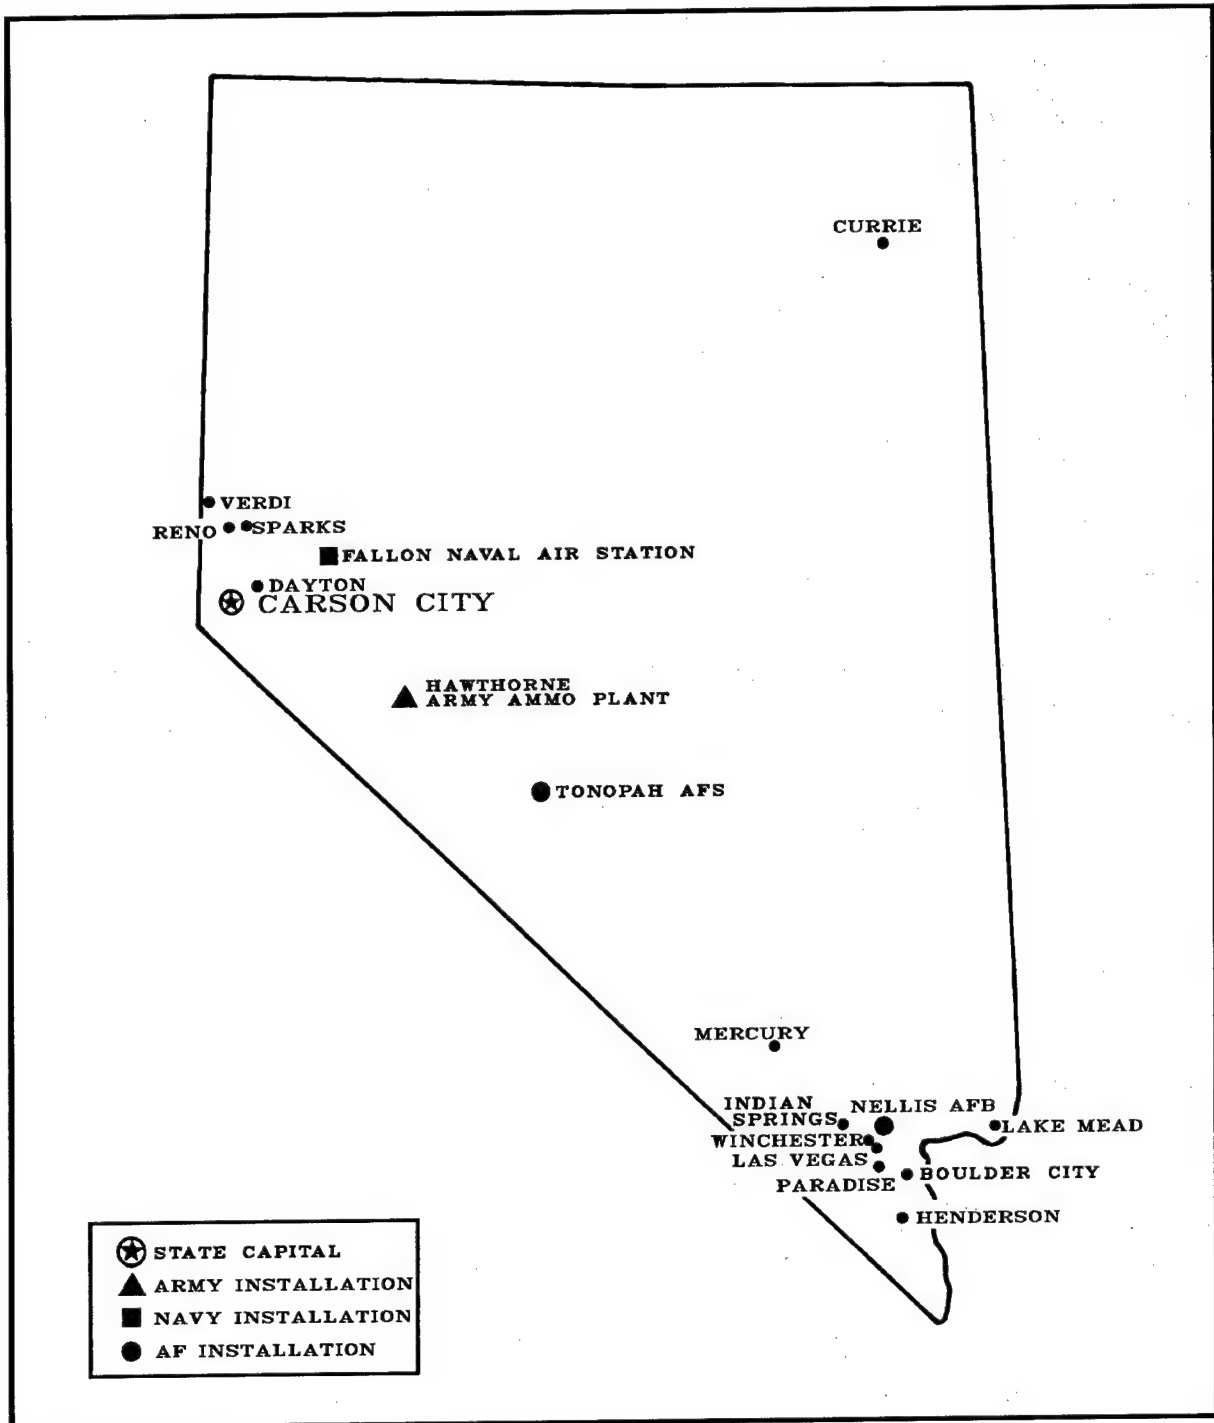 CURRIE
VERDI
RENO
SPARKS
FALLON NAVAL AIR STATION
DAYTON
CARSON CITY
HAWTHORNE
ARMY AMMO PLANT
TONOPAH AFS
MERCURY
INDIAN
SPRINGS
NELLIS AFB
LAKE MEAD
WINCHESTER
LAS VEGAS
BOULDER CITY
PARADISE
HENDERSON
STATE CAPITAL
ARMY INSTALLATION
NAVY INSTALLATION
AF INSTALLATION